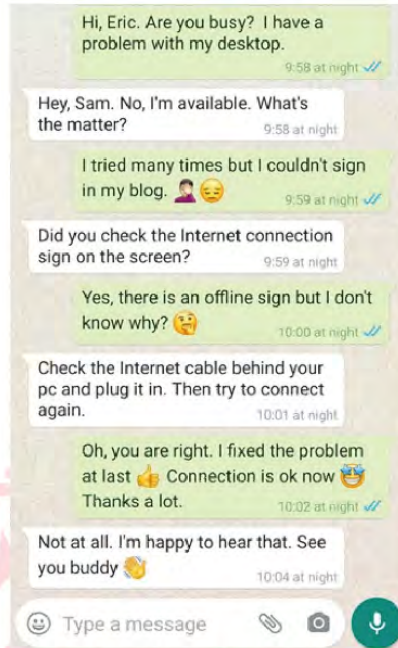 Hi, Eric. Are you busy? I have a
problem with my desktop.
9:58 at night
Hey, Sam. No, I'm available. What's
the matter?
9:58 at night
I tried many times but I couldn't sign
in my blog. 🤦😔
9:59 at night
Did you check the Internet connection
sign on the screen?
9:59 at night
Yes, there is an offline sign but I don't
know why? 🤔
10:00 at night
Check the Internet cable behind your
pc and plug it in. Then try to connect
again.
10:01 at night
Oh, you are right. I fixed the problem
at last 👍 Connection is ok now 🤩
Thanks a lot.
10:02 at night
Not at all. I'm happy to hear that. See
you buddy 👋
10:04 at night
Type a message